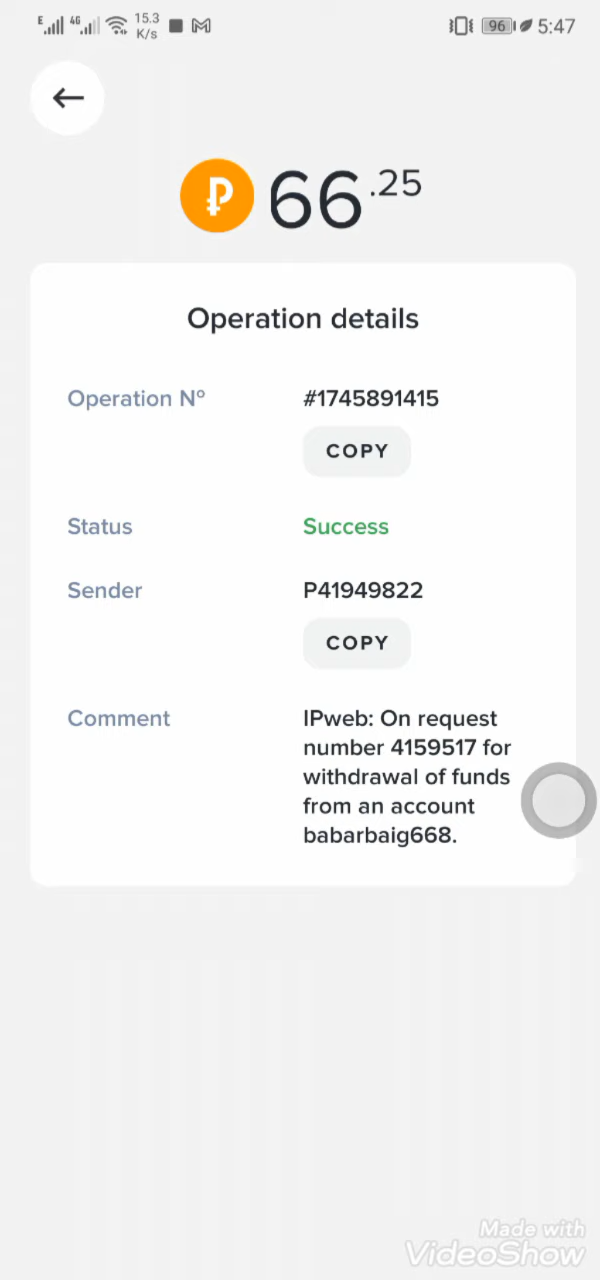 E 4G 15.3 K/s 96 5:47
₽ 66.25
Operation details
Operation Nº #1745891415
COPY
Status Success
Sender P41949822
COPY
Comment IPweb: On request
number 4159517 for
withdrawal of funds
from an account
babarbaig668.
Made with
VideoShow